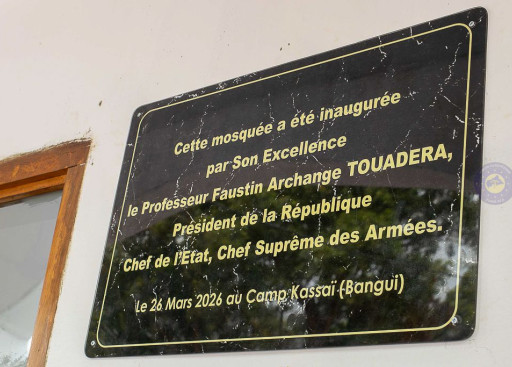 Cette mosquée a été inaugurée
par Son Excellence
le Professeur Faustin Archange TOUADERA,
Président de la République
Chef de l'Etat, Chef Suprême des Armées.
Le 26 Mars 2026 au Camp Kassaï (Bangui)